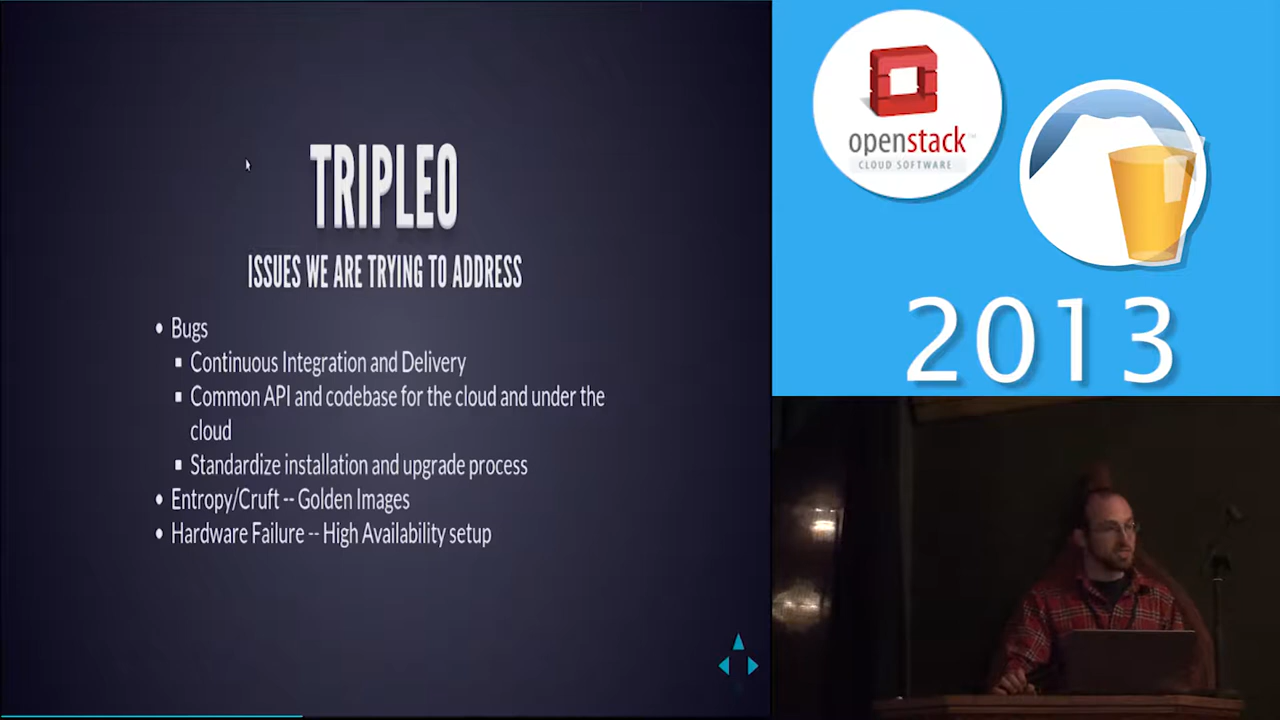 TRIPLEO
ISSUES WE ARE TRYING TO ADDRESS
• Bugs
▪ Continuous Integration and Delivery
▪ Common API and codebase for the cloud and under the
cloud
▪ Standardize installation and upgrade process
• Entropy/Cruft -- Golden Images
• Hardware Failure -- High Availability setup
openstack
CLOUD SOFTWARE
2013